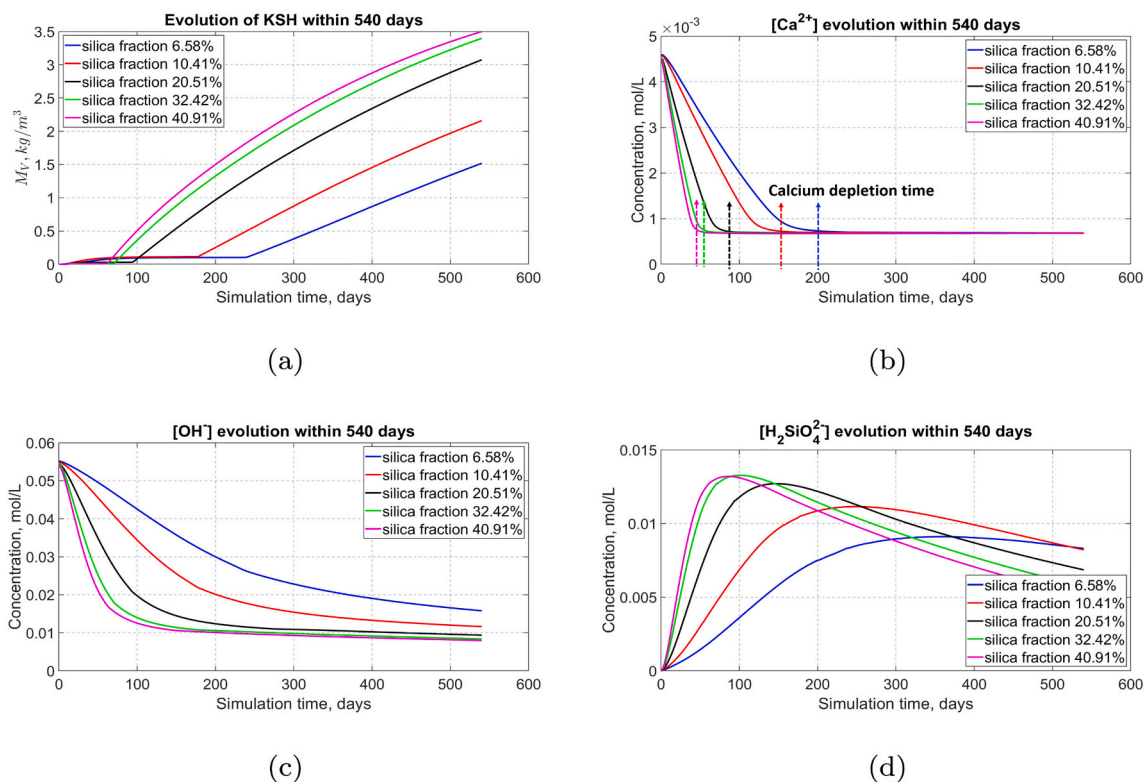 Evolution of KSH within 540 days
3.5
3
2.5
2
1.5
1
0.5
0
M_V, kg/m^3
silica fraction 6.58%
silica fraction 10.41%
silica fraction 20.51%
silica fraction 32.42%
silica fraction 40.91%
0 100 200 300 400 500 600
Simulation time, days
(a)
[Ca²⁺] evolution within 540 days
×10⁻³
5
4
3
2
1
0
Concentration, mol/L
silica fraction 6.58%
silica fraction 10.41%
silica fraction 20.51%
silica fraction 32.42%
silica fraction 40.91%
Calcium depletion time
0 100 200 300 400 500 600
Simulation time, days
(b)
[OH⁻] evolution within 540 days
0.06
0.05
0.04
0.03
0.02
0.01
0
Concentration, mol/L
silica fraction 6.58%
silica fraction 10.41%
silica fraction 20.51%
silica fraction 32.42%
silica fraction 40.91%
0 100 200 300 400 500 600
Simulation time, days
(c)
[H₂SiO₄²⁻] evolution within 540 days
0.015
0.01
0.005
0
Concentration, mol/L
silica fraction 6.58%
silica fraction 10.41%
silica fraction 20.51%
silica fraction 32.42%
silica fraction 40.91%
0 100 200 300 400 500 600
Simulation time, days
(d)